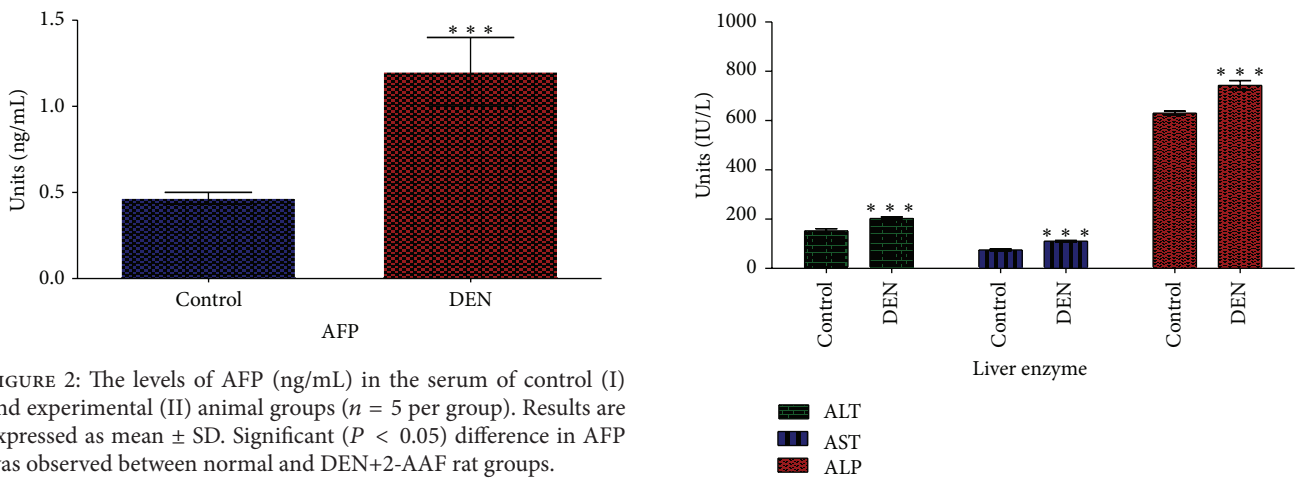 1.5
1.0
0.5
0.0
Units (ng/mL)
* * *
Control
DEN
AFP
IGURE 2: The levels of AFP (ng/mL) in the serum of control (I)
nd experimental (II) animal groups (n = 5 per group). Results are
xpressed as mean ± SD. Significant (P < 0.05) difference in AFP
was observed between normal and DEN+2-AAF rat groups.
1000
800
600
400
200
0
Units (IU/L)
* * *
* * *
* * *
Control
DEN
Control
DEN
Control
DEN
Liver enzyme
ALT
AST
ALP